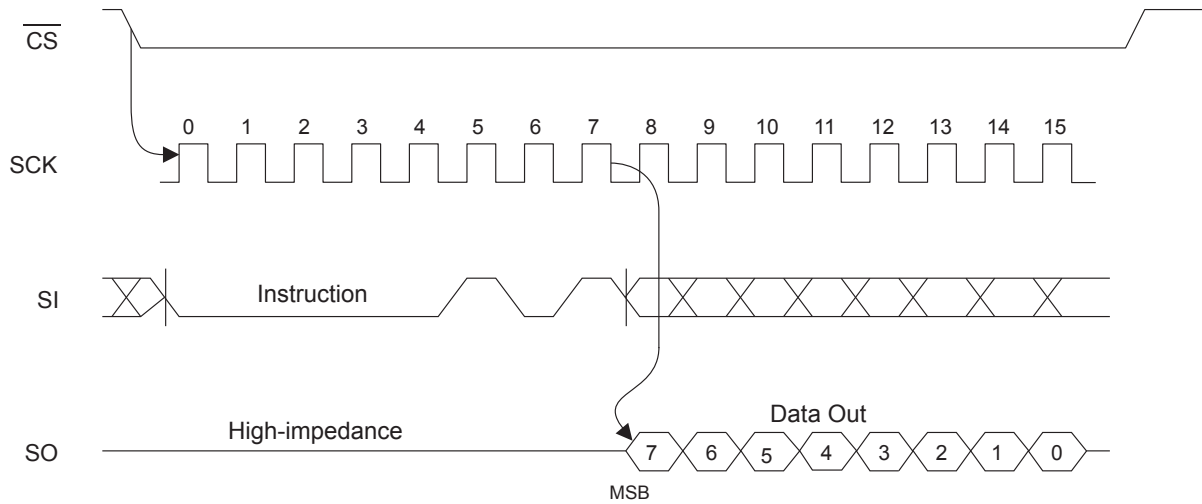 CS
0 1 2 3 4 5 6 7 8 9 10 11 12 13 14 15
SCK
SI Instruction
Data Out
High-impedance
SO 7 6 5 4 3 2 1 0
MSB